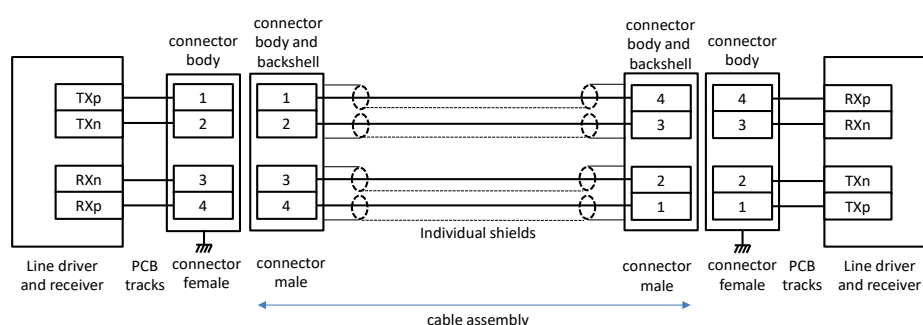 connector
body
connector
body and
backshell
connector
body and
backshell
connector
body
TXp
1
1
4
4
RXp
TXn
2
2
3
3
RXn
RXn
3
3
2
2
TXn
RXp
4
4
1
1
TXp
Individual shields
Line driver
and receiver
PCB
tracks
connector
female
connector
male
connector
male
connector
female
PCB
tracks
Line driver
and receiver
cable assembly